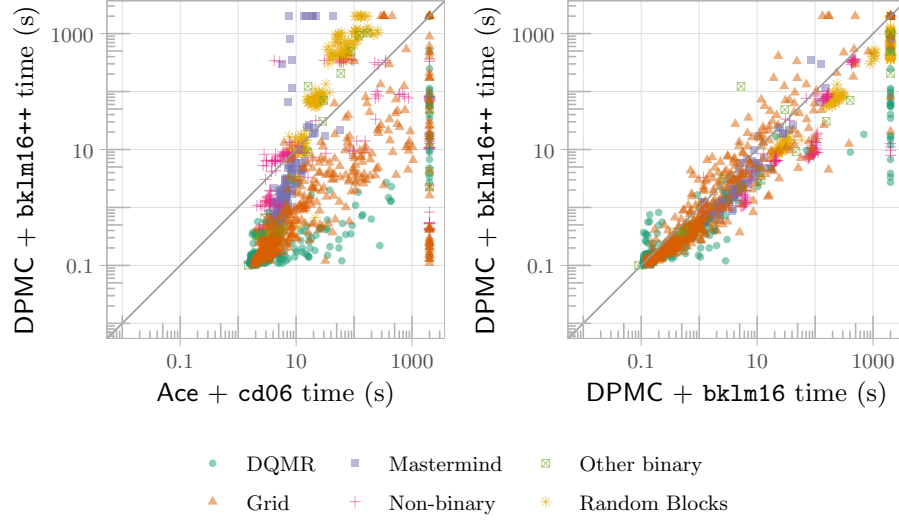 DPMC + bklm16++ time (s)
1000
10
0.1
0.1 10 1000
Ace + cd06 time (s)
DPMC + bklm16++ time (s)
1000
10
0.1
0.1 10 1000
DPMC + bklm16 time (s)
DQMR Mastermind Other binary
Grid Non-binary Random Blocks